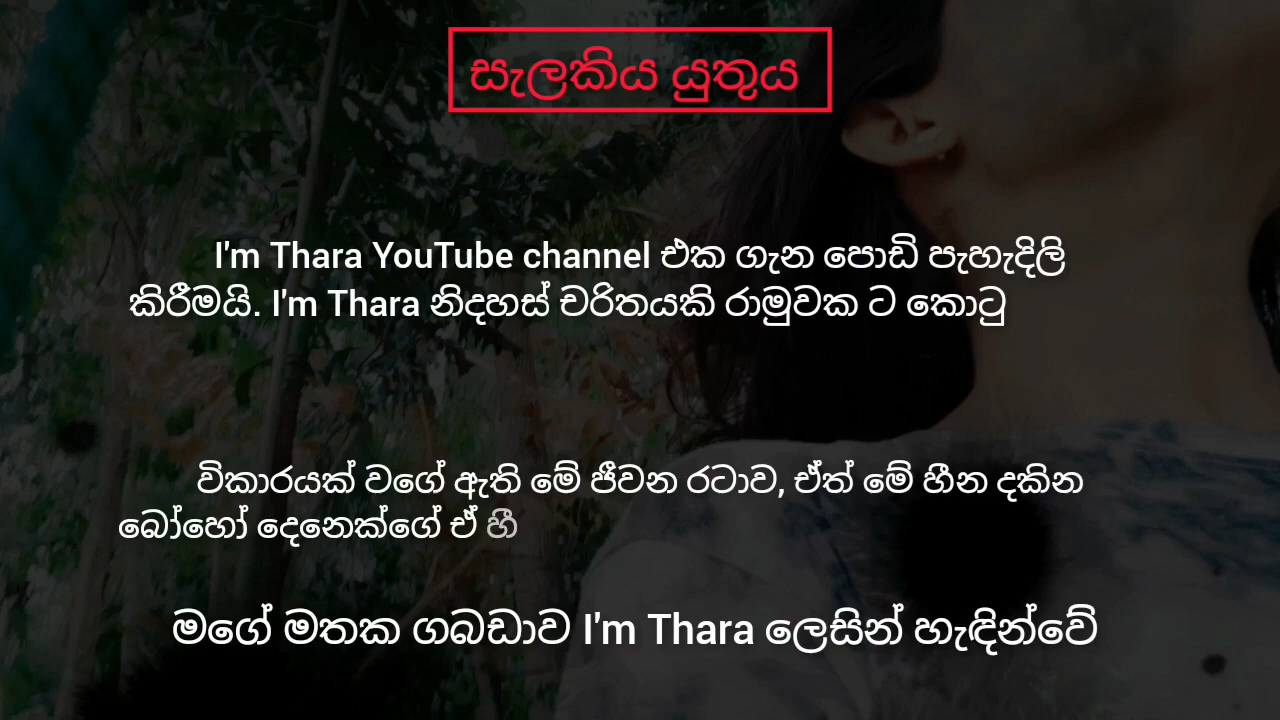 සැලකිය යුතුය
I'm Thara YouTube channel එක ගැන පොඩි පැහැදිලි
කිරීමයි. I'm Thara නිදහස් චරිතයකි රාමුවක ට කොටු
විකාරයක් වගේ ඇති මේ ජීවන රටාව, ඒත් මේ හීන දකින
බෝහෝ දෙනෙක්ගේ ඒ හී
මගේ මතක ගබඩාව I'm Thara ලෙසින් හැඳින්වේ